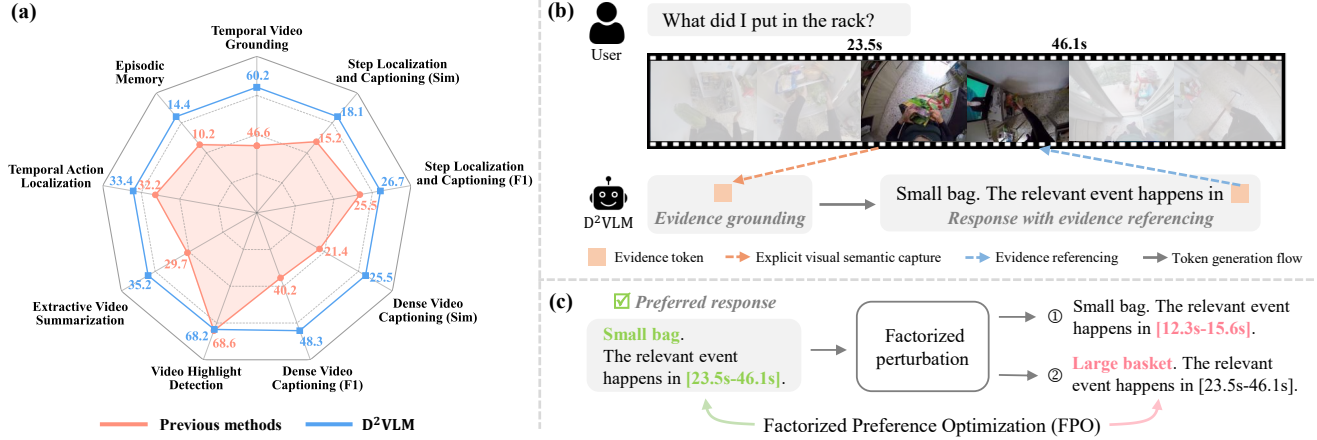 (a)
Temporal Video
Grounding
Step Localization
and Captioning (Sim)
Step Localization
and Captioning (F1)
Dense Video
Captioning (Sim)
Dense Video
Captioning (F1)
Video Highlight
Detection
Extractive Video
Summarization
Temporal Action
Localization
Episodic
Memory
60.2
46.6
18.1
15.2
26.7
25.5
25.5
21.4
48.3
40.2
68.2
68.6
35.2
29.7
33.4
32.2
14.4
10.2
Previous methods
D²VLM
(b)
User
What did I put in the rack?
23.5s
46.1s
D²VLM
Evidence grounding
Small bag. The relevant event happens in
Response with evidence referencing
Evidence token
Explicit visual semantic capture
Evidence referencing
Token generation flow
(c)
Preferred response
Small bag.
The relevant event
happens in [23.5s-46.1s].
Factorized
perturbation
① Small bag. The relevant event
happens in [12.3s-15.6s].
② Large basket. The relevant
event happens in [23.5s-46.1s].
Factorized Preference Optimization (FPO)